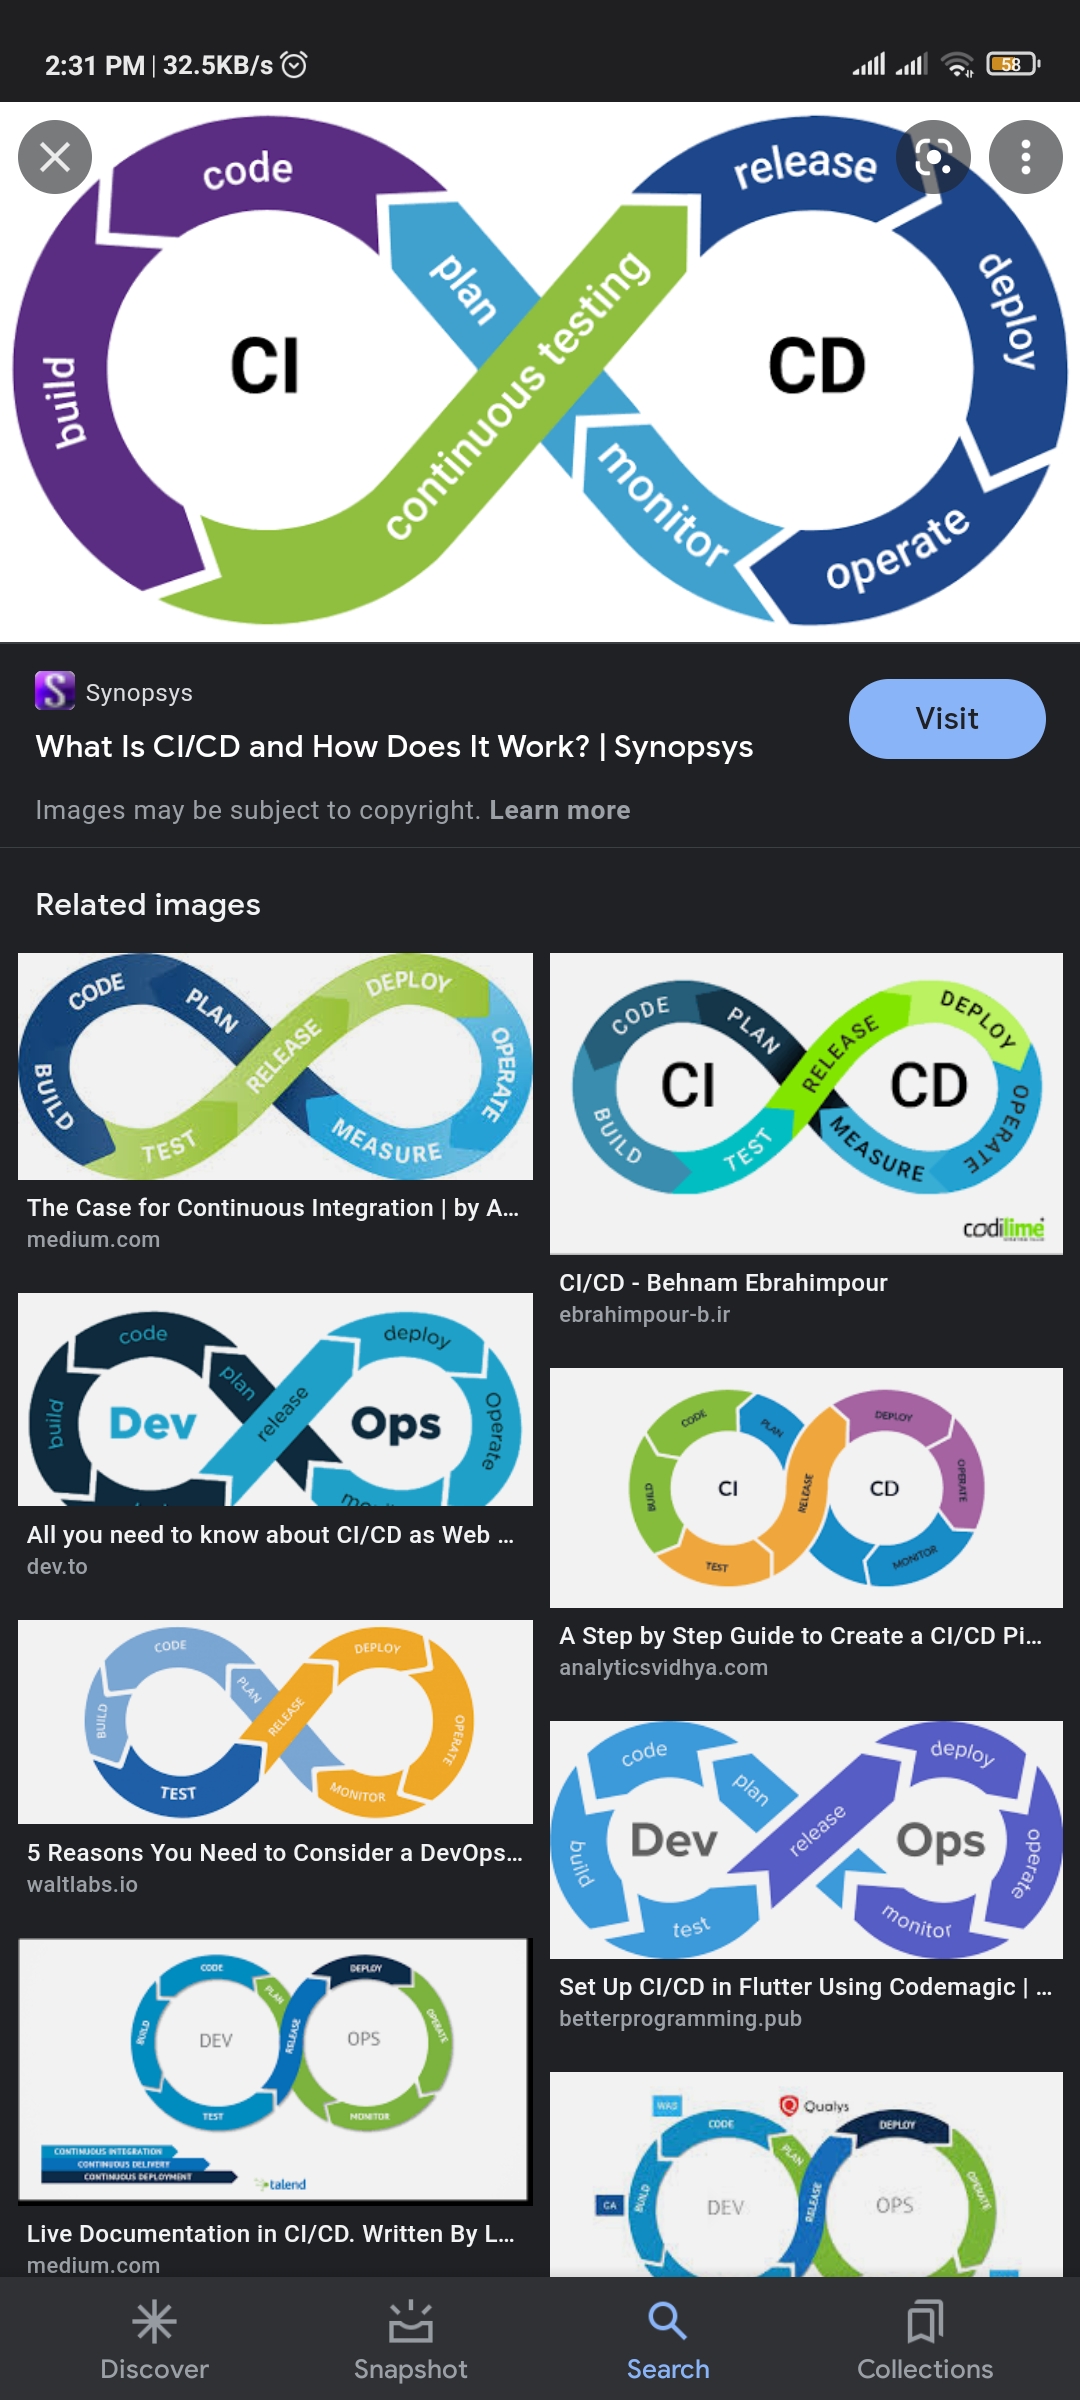 2:31 PM | 32.5KB/s
58
code
release
plan
continuous testing
deploy
build
CI
CD
monitor
operate
Synopsys
What Is CI/CD and How Does It Work? | Synopsys
Visit
Images may be subject to copyright. Learn more
Related images
CODE
PLAN
DEPLOY
RELEASE
OPERATE
BUILD
TEST
MEASURE
The Case for Continuous Integration | by A...
medium.com
CODE
PLAN
RELEASE
DEPLOY
CI
CD
BUILD
TEST
MEASURE
OPERATE
codilime
CI/CD - Behnam Ebrahimpour
ebrahimpour-b.ir
code
deploy
plan
release
build
Dev
Ops
Operate
All you need to know about CI/CD as Web ...
dev.to
CODE
PLAN
DEPLOY
CI
CD
BUILD
RELEASE
OPERATE
TEST
MONITOR
A Step by Step Guide to Create a CI/CD Pi...
analyticsvidhya.com
CODE
DEPLOY
PLAN
RELEASE
BUILD
OPERATE
TEST
MONITOR
5 Reasons You Need to Consider a DevOps...
waltlabs.io
code
deploy
plan
release
Dev
Ops
build
operate
test
monitor
Set Up CI/CD in Flutter Using Codemagic | ...
betterprogramming.pub
CODE
DEPLOY
PLAN
BUILD
DEV
RELEASE
OPS
OPERATE
TEST
MONITOR
CONTINUOUS INTEGRATION
CONTINUOUS DELIVERY
CONTINUOUS DEPLOYMENT
talend
Live Documentation in CI/CD. Written By L...
medium.com
WAS
Qualys
CODE
DEPLOY
PLAN
CA
BUILD
DEV
RELEASE
OPS
OPERATE
Discover
Snapshot
Search
Collections